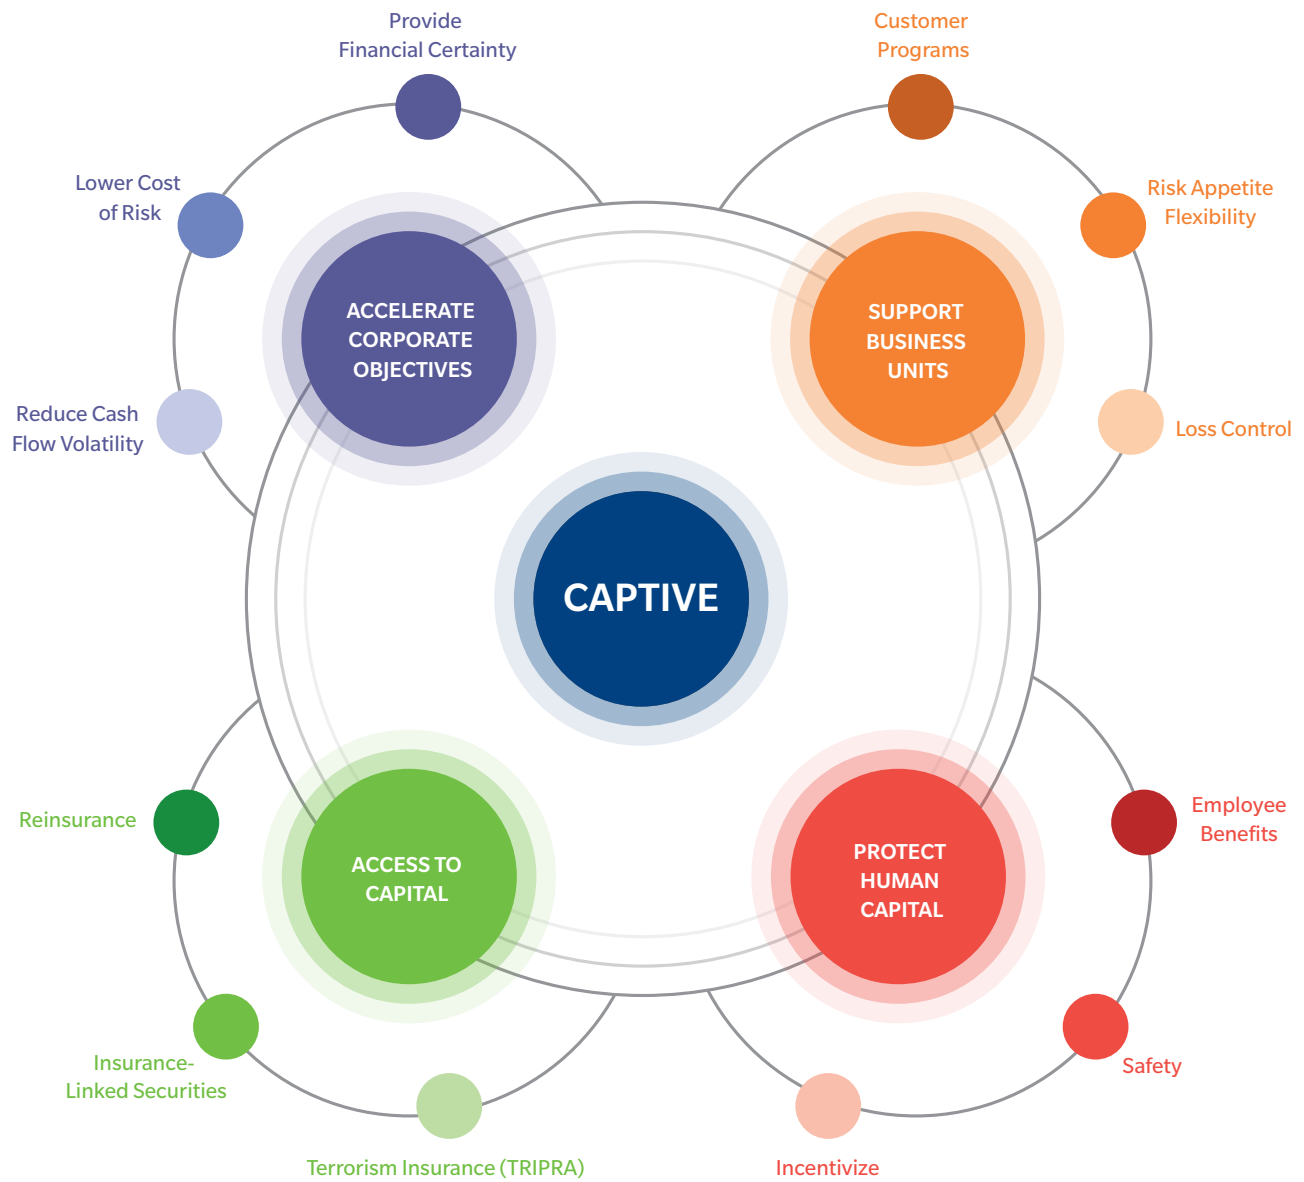 Provide
Financial Certainty
Customer
Programs
Lower Cost
of Risk
Risk Appetite
Flexibility
ACCELERATE
CORPORATE
OBJECTIVES
SUPPORT
BUSINESS
UNITS
Reduce Cash
Flow Volatility
Loss Control
CAPTIVE
Reinsurance
ACCESS TO
CAPITAL
PROTECT
HUMAN
CAPITAL
Employee
Benefits
Insurance-
Linked Securities
Safety
Terrorism Insurance (TRIPRA)
Incentivize